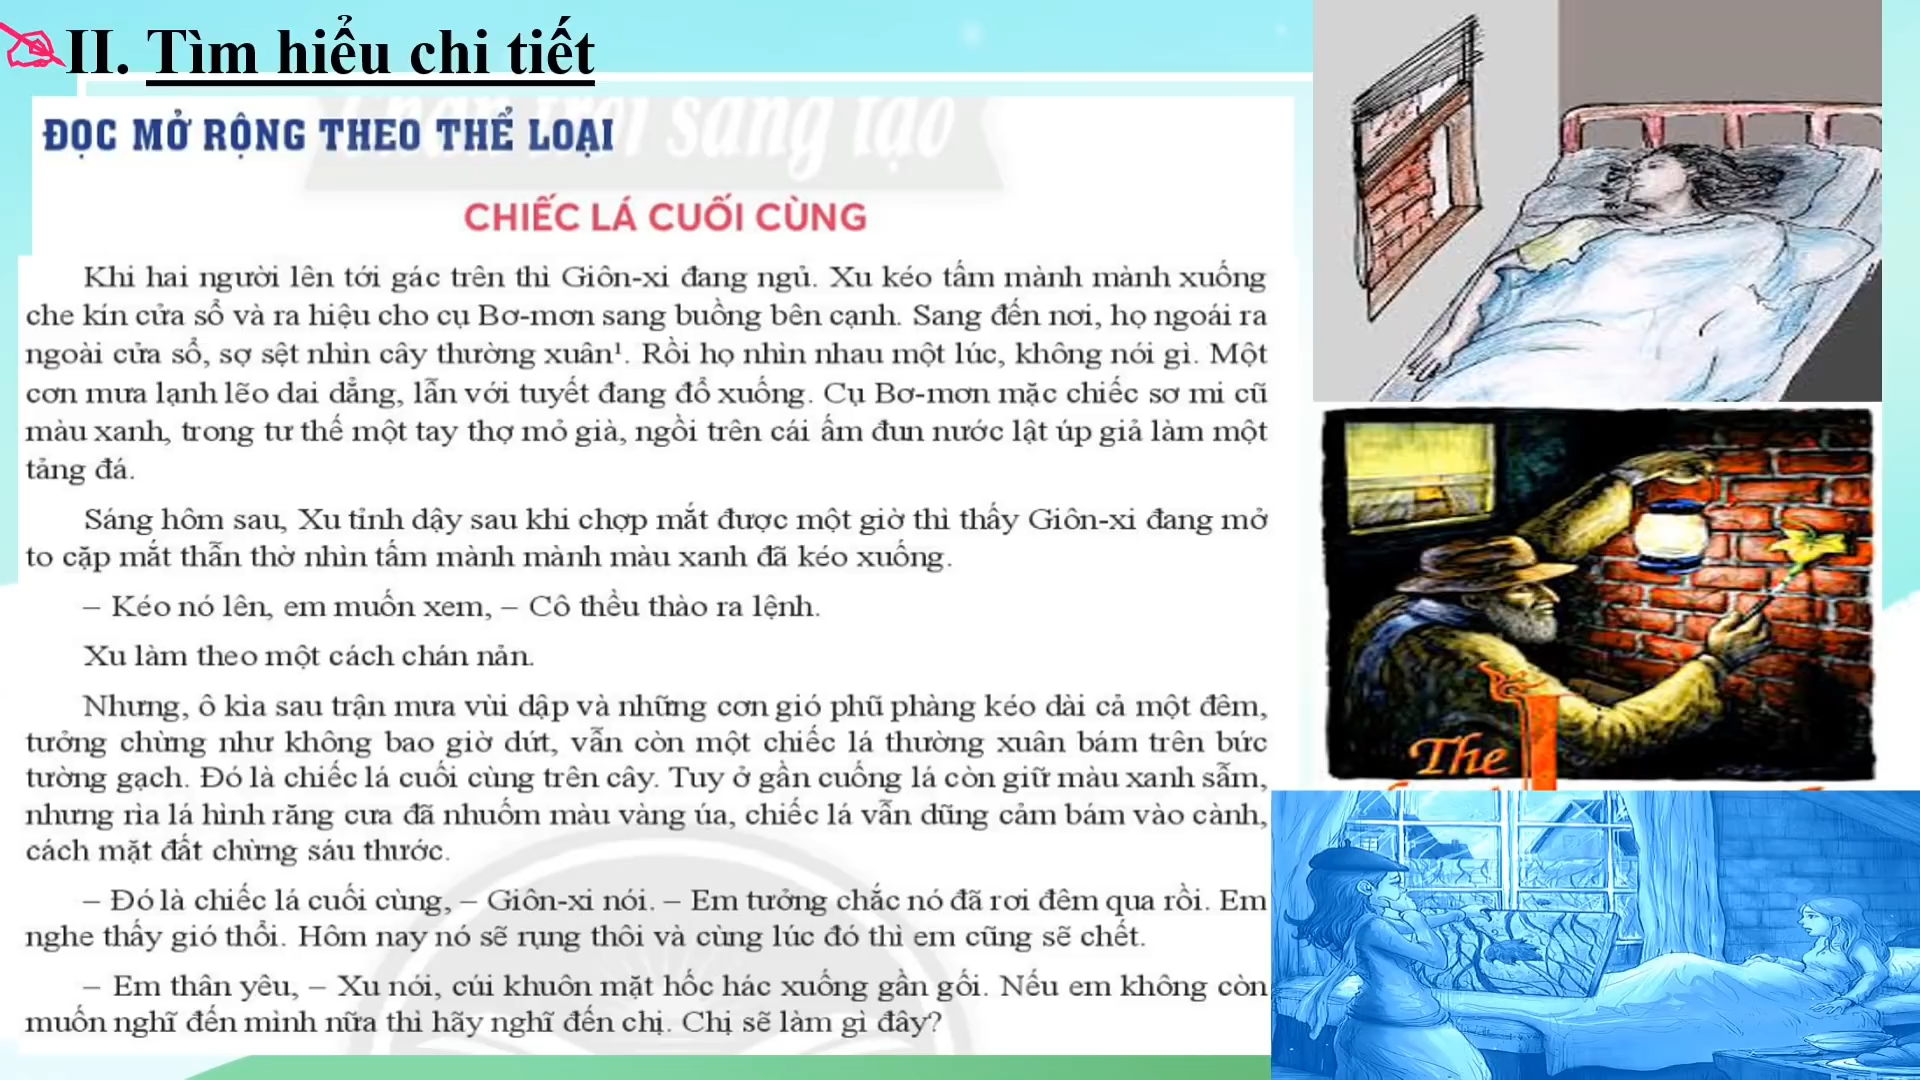 II. Tìm hiểu chi tiết
Chân trời sáng tạo
ĐỌC MỞ RỘNG THEO THỂ LOẠI
CHIẾC LÁ CUỐI CÙNG
Khi hai người lên tới gác trên thì Giôn-xi đang ngủ. Xu kéo tấm mành mành xuống
che kín cửa sổ và ra hiệu cho cụ Bơ-mơn sang buồng bên cạnh. Sang đến nơi, họ ngoái ra
ngoài cửa sổ, sợ sệt nhìn cây thường xuân¹. Rồi họ nhìn nhau một lúc, không nói gì. Một
cơn mưa lạnh lẽo dai dẳng, lẫn với tuyết đang đổ xuống. Cụ Bơ-mơn mặc chiếc sơ mi cũ
màu xanh, trong tư thế một tay thợ mỏ già, ngồi trên cái ấm đun nước lật úp giả làm một
tảng đá.
Sáng hôm sau, Xu tỉnh dậy sau khi chợp mắt được một giờ thì thấy Giôn-xi đang mở
to cặp mắt thẫn thờ nhìn tấm mành mành màu xanh đã kéo xuống.
– Kéo nó lên, em muốn xem, – Cô thều thào ra lệnh.
Xu làm theo một cách chán nản.
Nhưng, ô kìa sau trận mưa vùi dập và những cơn gió phũ phàng kéo dài cả một đêm,
tưởng chừng như không bao giờ dứt, vẫn còn một chiếc lá thường xuân bám trên bức
tường gạch. Đó là chiếc lá cuối cùng trên cây. Tuy ở gần cuống lá còn giữ màu xanh sẫm,
nhưng rìa lá hình răng cưa đã nhuốm màu vàng úa, chiếc lá vẫn dũng cảm bám vào cành,
cách mặt đất chừng sáu thước.
– Đó là chiếc lá cuối cùng, – Giôn-xi nói. – Em tưởng chắc nó đã rơi đêm qua rồi. Em
nghe thấy gió thổi. Hôm nay nó sẽ rụng thôi và cùng lúc đó thì em cũng sẽ chết.
– Em thân yêu, – Xu nói, cúi khuôn mặt hốc hác xuống gần gối. Nếu em không còn
muốn nghĩ đến mình nữa thì hãy nghĩ đến chị. Chị sẽ làm gì đây?
The